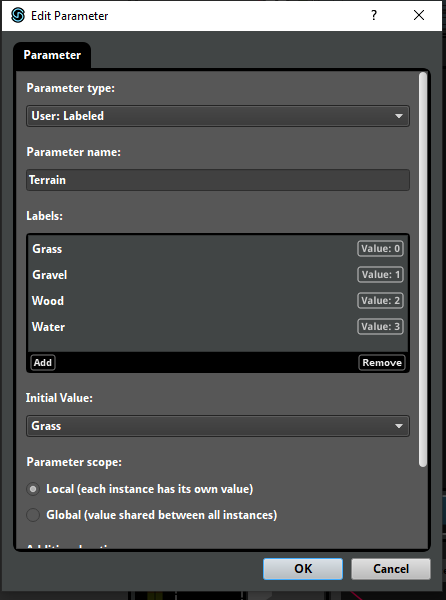 Edit Parameter
Parameter
Parameter type:
User: Labeled
Parameter name:
Terrain
Labels:
Grass Value: 0
Gravel Value: 1
Wood Value: 2
Water Value: 3
Add Remove
Initial Value:
Grass
Parameter scope:
Local (each instance has its own value)
Global (value shared between all instances)
OK Cancel